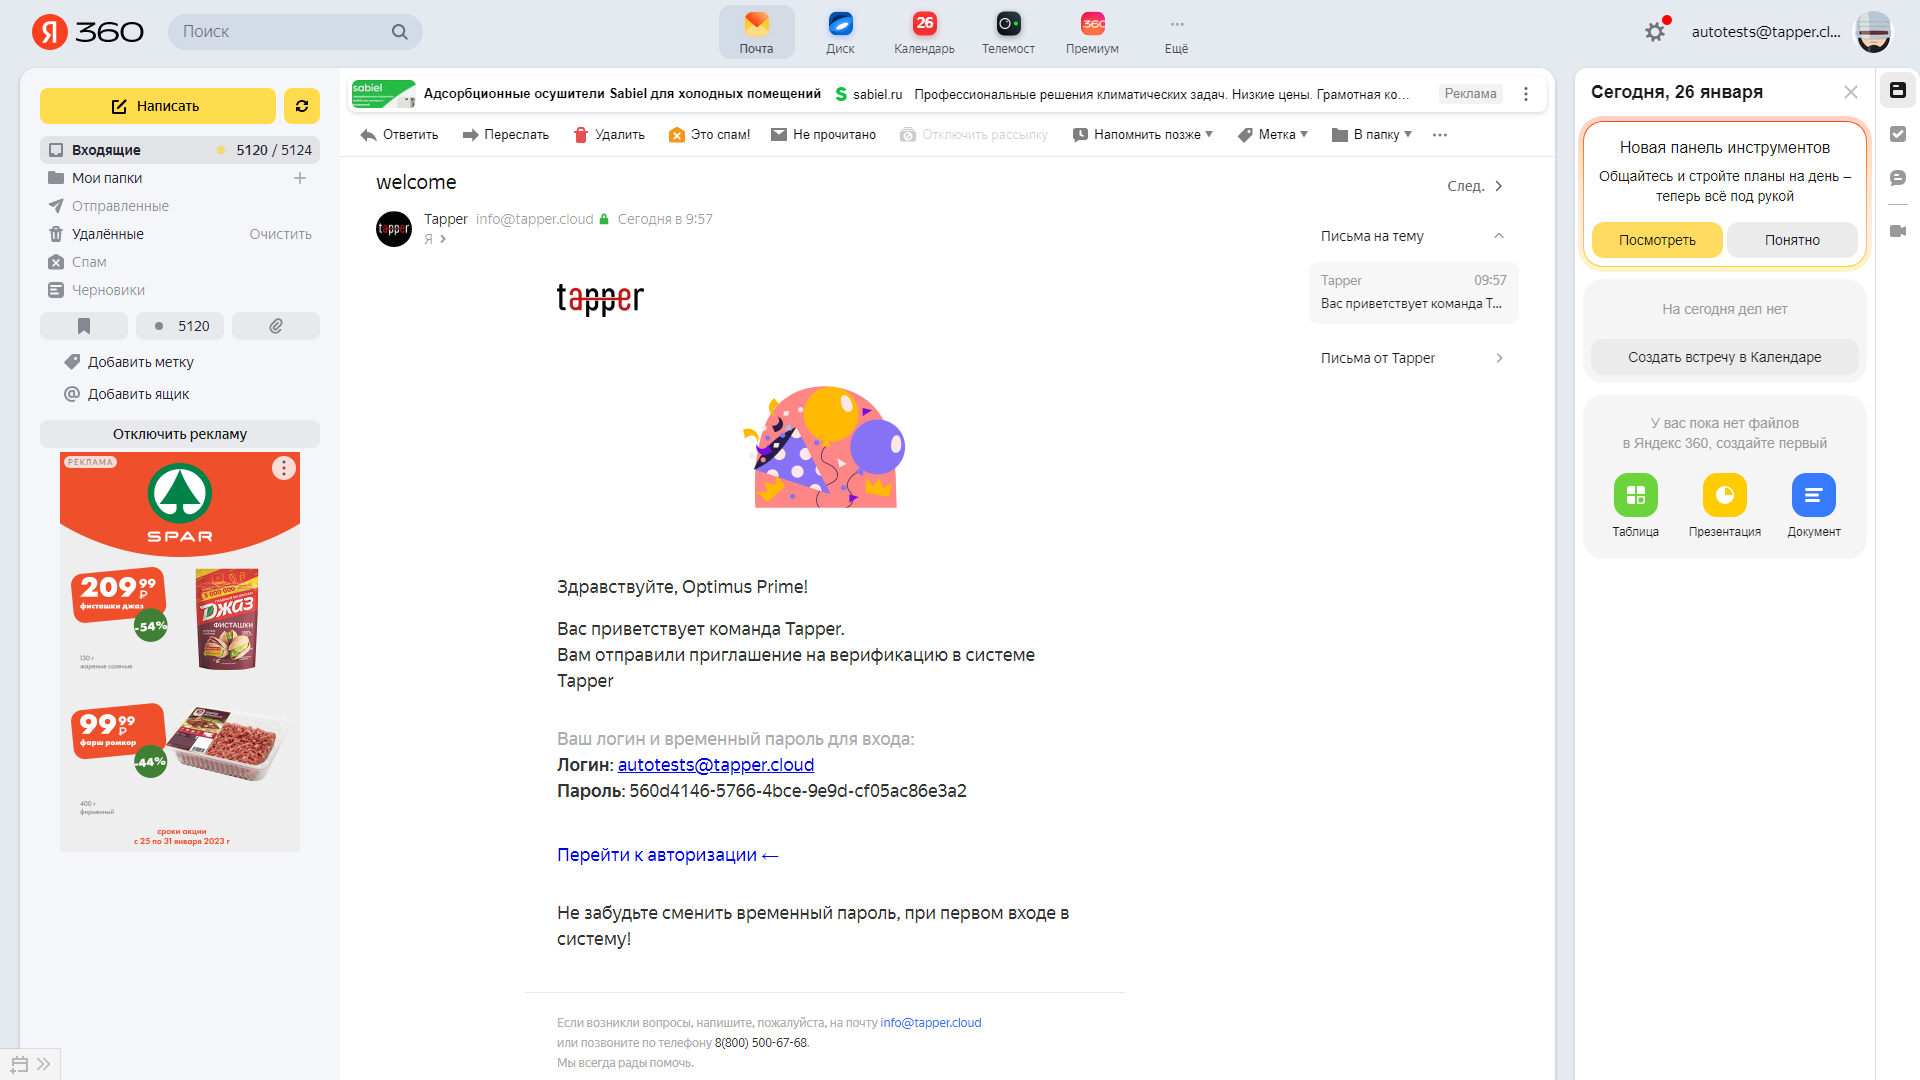 Я 360
Поиск
Почта
Диск
26
Календарь
Телемост
360
Премиум
Ещё
autotests@tapper.cl...
Написать
Входящие
5120 / 5124
Мои папки
Отправленные
Удалённые
Очистить
Спам
Черновики
5120
Добавить метку
Добавить ящик
Отключить рекламу
РЕКЛАМА
SPAR
209 99 ₽
фисташки джаз
-54%
Джаз
ФИСТАШКИ
130 г
жареные соленые
99 99 ₽
фарш ромкор
-44%
400 г
фирменный
сроки акции
с 25 по 31 января 2023 г
sabiel
Адсорбционные осушители Sabiel для холодных помещений
S sabiel.ru
Профессиональные решения климатических задач. Низкие цены. Грамотная ко...
Реклама
Ответить
Переслать
Удалить
Это спам!
Не прочитано
Отключить рассылку
Напомнить позже
Метка
В папку
welcome
След.
tapper
Tapper info@tapper.cloud
Сегодня в 9:57
Я
Письма на тему
Tapper
09:57
Вас приветствует команда Т...
Письма от Tapper
tapper
Здравствуйте, Optimus Prime!
Вас приветствует команда Tapper.
Вам отправили приглашение на верификацию в системе
Tapper
Ваш логин и временный пароль для входа:
Логин: autotests@tapper.cloud
Пароль: 560d4146-5766-4bce-9e9d-cf05ac86e3a2
Перейти к авторизации ←
Не забудьте сменить временный пароль, при первом входе в
систему!
Если возникли вопросы, напишите, пожалуйста, на почту info@tapper.cloud
или позвоните по телефону 8(800) 500-67-68.
Мы всегда рады помочь.
Сегодня, 26 января
Новая панель инструментов
Общайтесь и стройте планы на день –
теперь всё под рукой
Посмотреть
Понятно
На сегодня дел нет
Создать встречу в Календаре
У вас пока нет файлов
в Яндекс 360, создайте первый
Таблица
Презентация
Документ